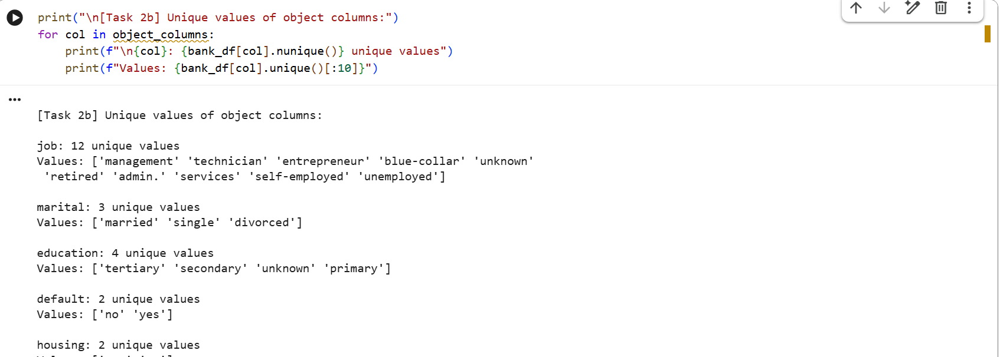 print("\n[Task 2b] Unique values of object columns:")
for col in object_columns:
    print(f"\n{col}: {bank_df[col].nunique()} unique values")
    print(f"Values: {bank_df[col].unique()[:10]}")
[Task 2b] Unique values of object columns:
job: 12 unique values
Values: ['management' 'technician' 'entrepreneur' 'blue-collar' 'unknown'
 'retired' 'admin.' 'services' 'self-employed' 'unemployed']
marital: 3 unique values
Values: ['married' 'single' 'divorced']
education: 4 unique values
Values: ['tertiary' 'secondary' 'unknown' 'primary']
default: 2 unique values
Values: ['no' 'yes']
housing: 2 unique values